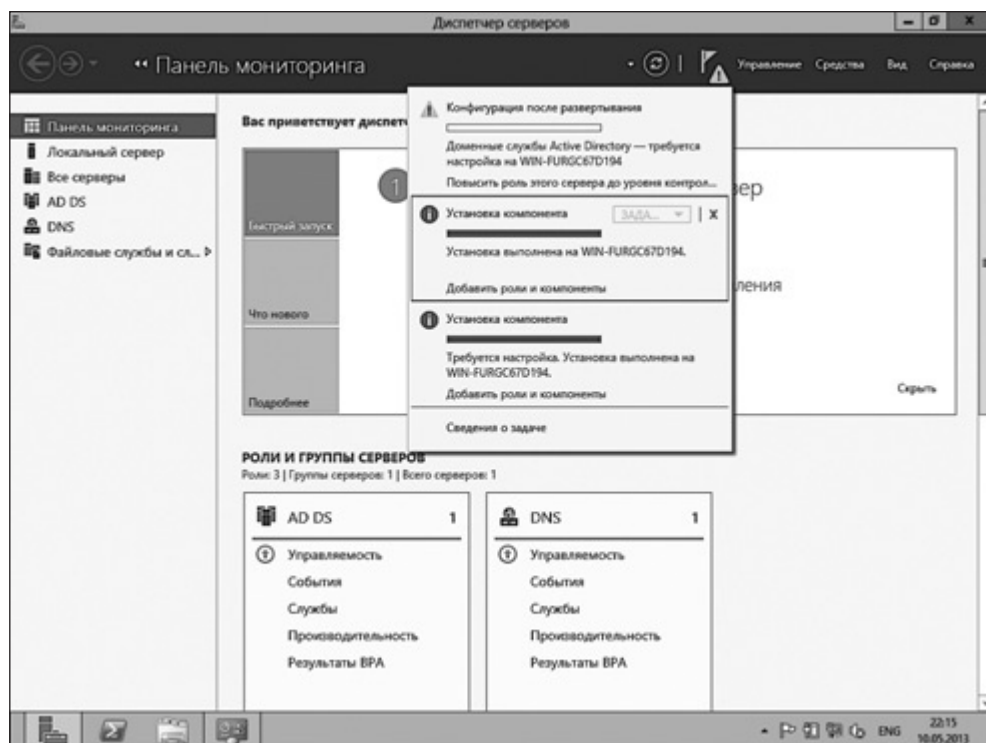 Диспетчер серверов
Панель мониторинга
Управление Средства Вид Справка
Панель мониторинга
Локальный сервер
Все серверы
AD DS
DNS
Файловые службы и сл...
Вас приветствует диспет
1
Быстрый запуск
Что нового
Подробнее
вер
ления
Скрыть
Конфигурация после развертывания
Доменные службы Active Directory — требуется
настройка на WIN-FURGC67D194
Повысить роль этого сервера до уровня контрол...
Установка компонента ЗАДА... X
Установка выполнена на WIN-FURGC67D194.
Добавить роли и компоненты
Установка компонента
Требуется настройка. Установка выполнена на
WIN-FURGC67D194.
Добавить роли и компоненты
Сведения о задаче
РОЛИ И ГРУППЫ СЕРВЕРОВ
Роли: 3 | Группы серверов: 1 | Всего серверов: 1
AD DS 1
Управляемость
События
Службы
Производительность
Результаты BPA
DNS 1
Управляемость
События
Службы
Производительность
Результаты BPA
ENG
22:15
10.05.2013